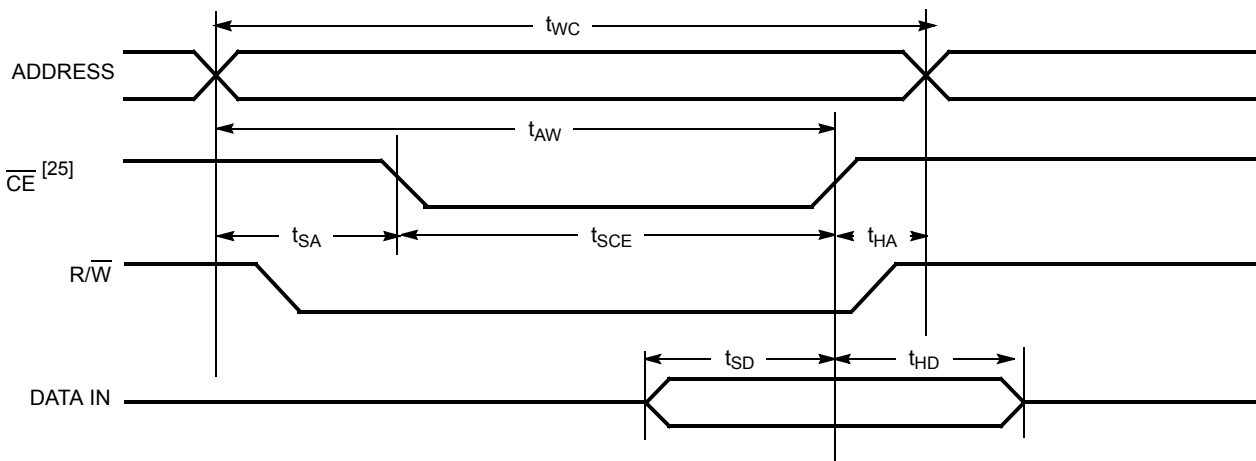 tWC
ADDRESS
tAW
CE [25]
tSA
tSCE
tHA
R/W
tSD
tHD
DATA IN